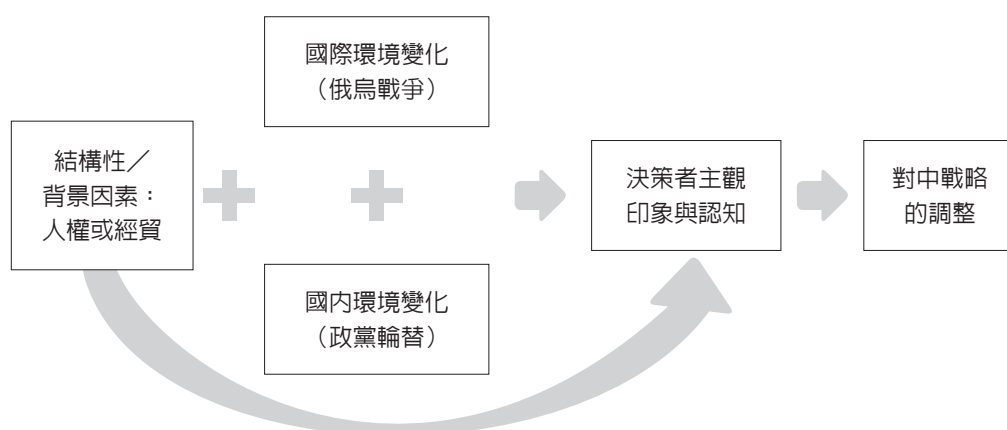 國際環境變化
（俄烏戰爭）
結構性／
背景因素：
人權或經貿
決策者主觀
印象與認知
對中戰略
的調整
國內環境變化
（政黨輪替）